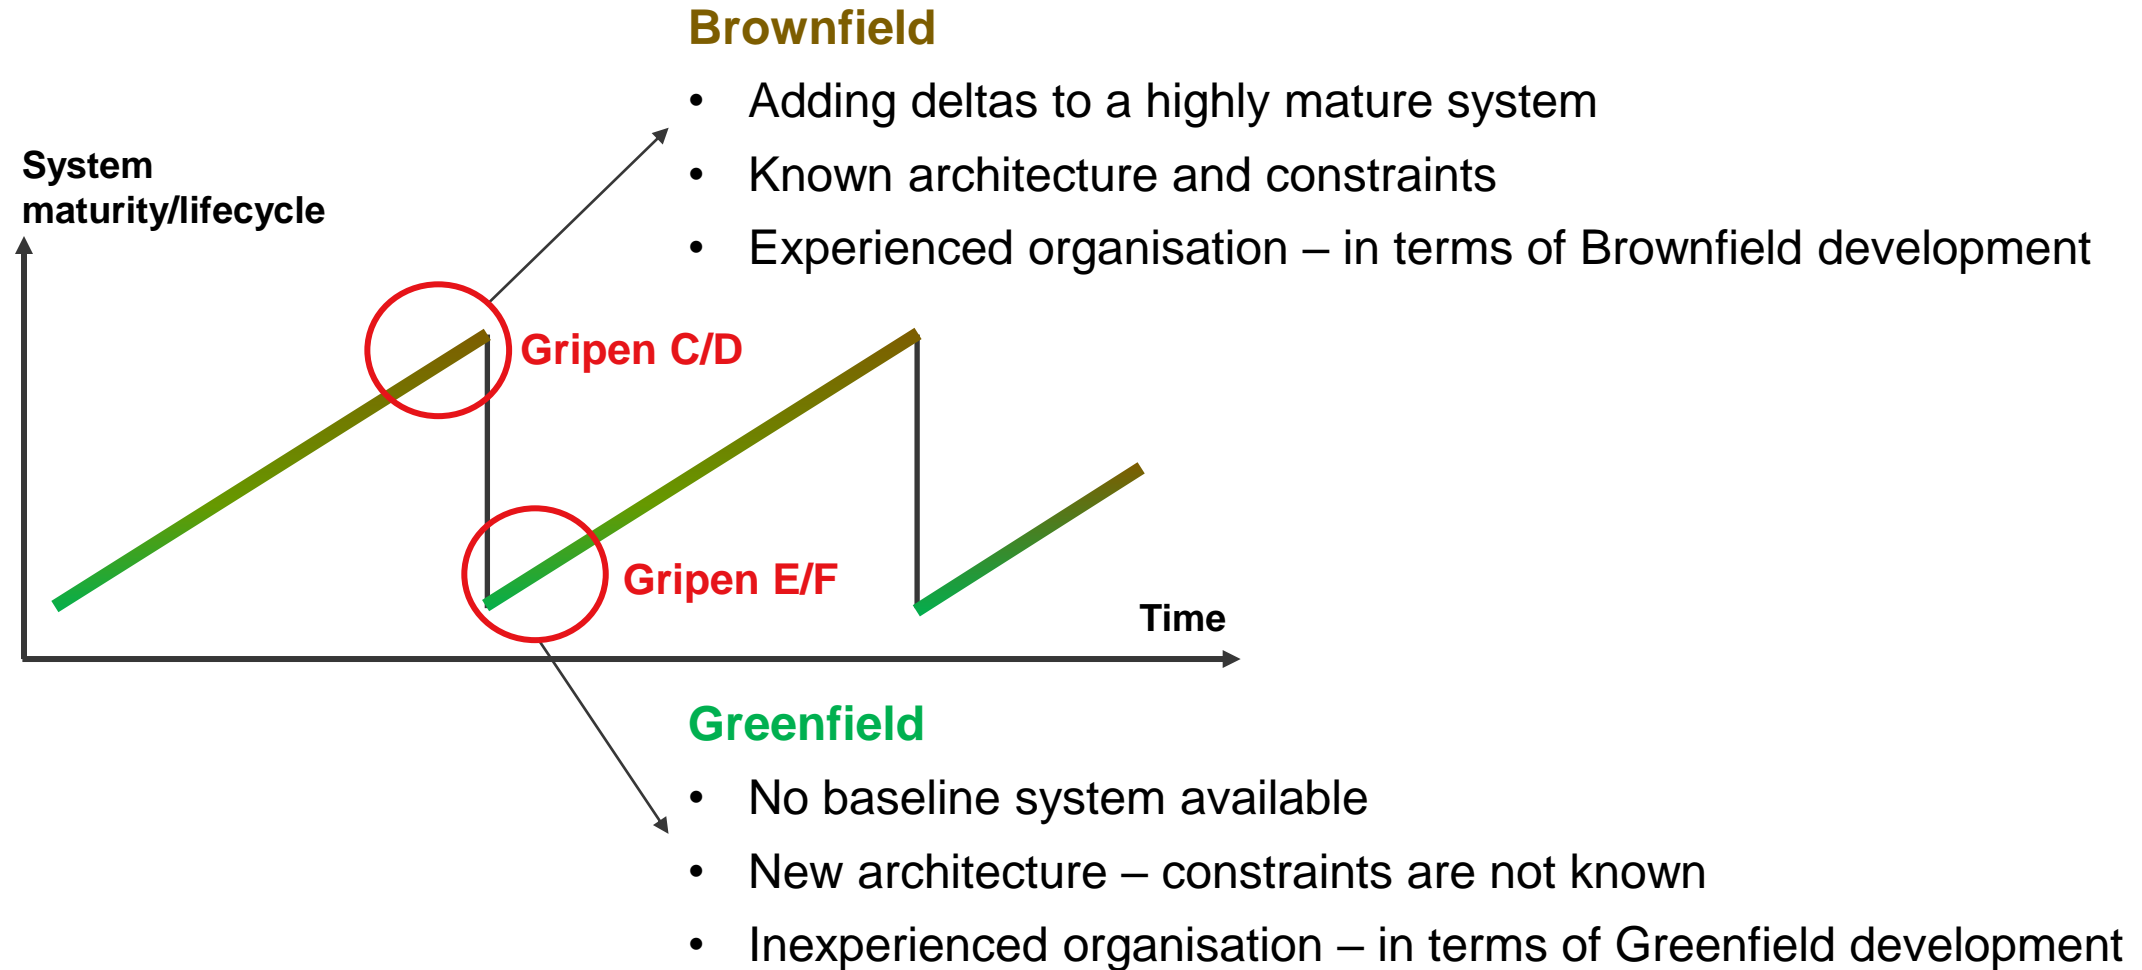 Brownfield
• Adding deltas to a highly mature system
• Known architecture and constraints
• Experienced organisation – in terms of Brownfield development
System
maturity/lifecycle
Gripen C/D
Gripen E/F
Time
Greenfield
• No baseline system available
• New architecture – constraints are not known
• Inexperienced organisation – in terms of Greenfield development